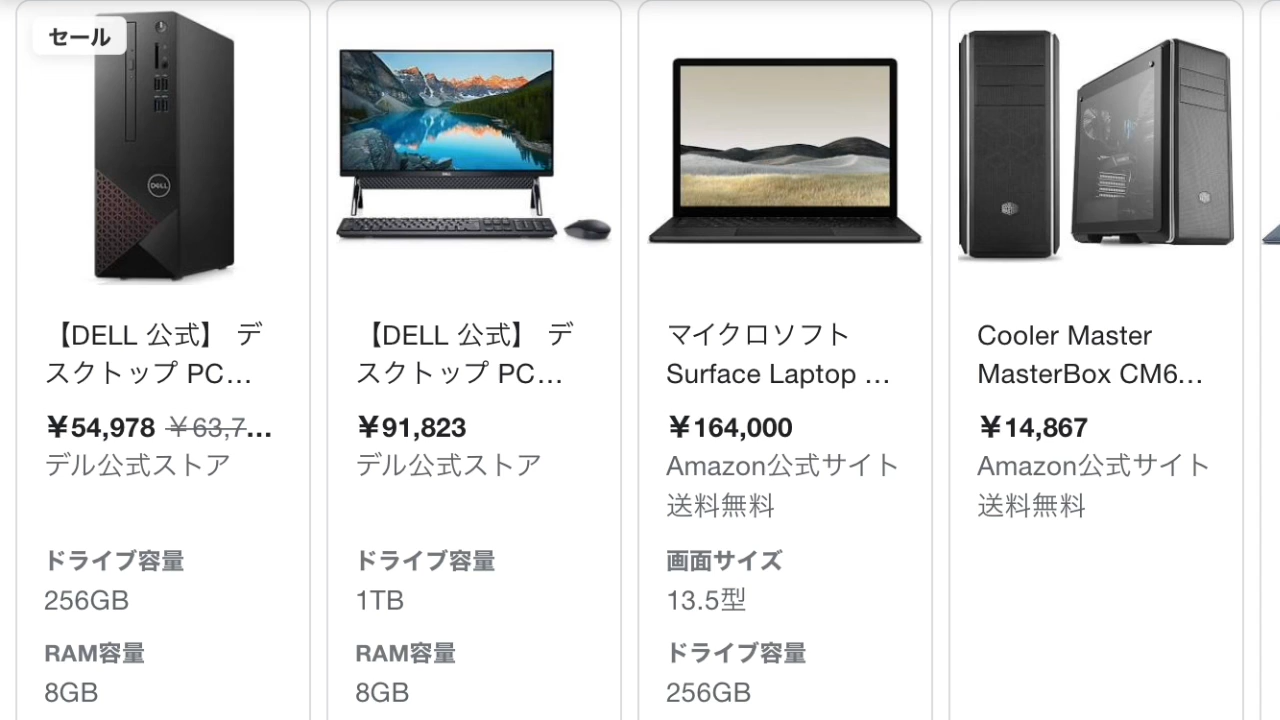 セール
DELL
【DELL 公式】 デ
スクトップ PC...
￥54,978 ￥63,7...
デル公式ストア
ドライブ容量
256GB
RAM容量
8GB
【DELL 公式】 デ
スクトップ PC...
￥91,823
デル公式ストア
ドライブ容量
1TB
RAM容量
8GB
マイクロソフト
Surface Laptop ...
￥164,000
Amazon公式サイト
送料無料
画面サイズ
13.5型
ドライブ容量
256GB
Cooler Master
MasterBox CM6...
￥14,867
Amazon公式サイト
送料無料